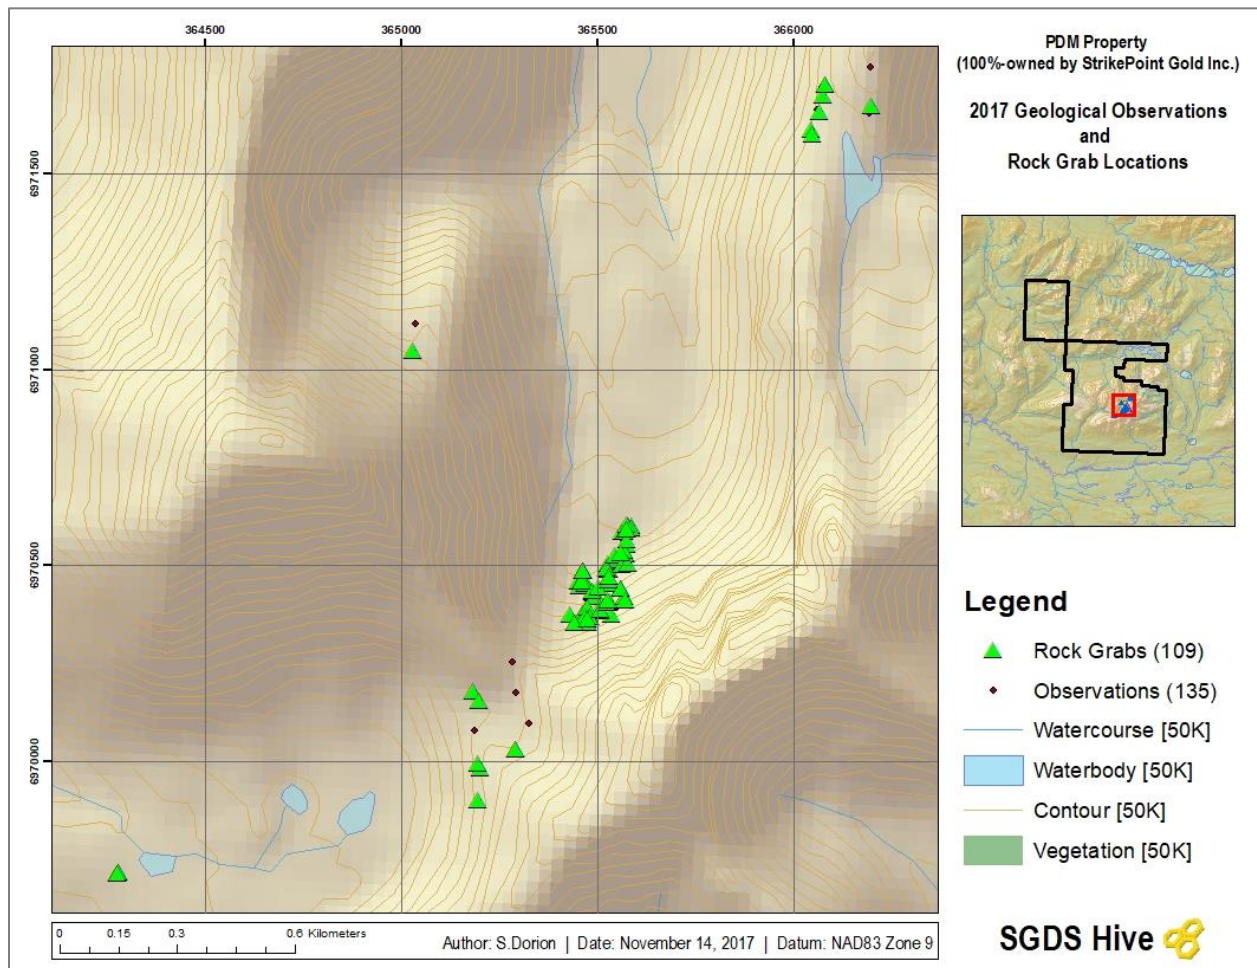 364500
365000
365500
366000
6971500
6971000
6970500
6970000
PDM Property
(100%-owned by StrikePoint Gold Inc.)
2017 Geological Observations
and
Rock Grab Locations
Legend
Rock Grabs (109)
Observations (135)
Watercourse [50K]
Waterbody [50K]
Contour [50K]
Vegetation [50K]
0 0.15 0.3 0.6 Kilometers
Author: S.Dorion | Date: November 14, 2017 | Datum: NAD83 Zone 9
SGDS Hive